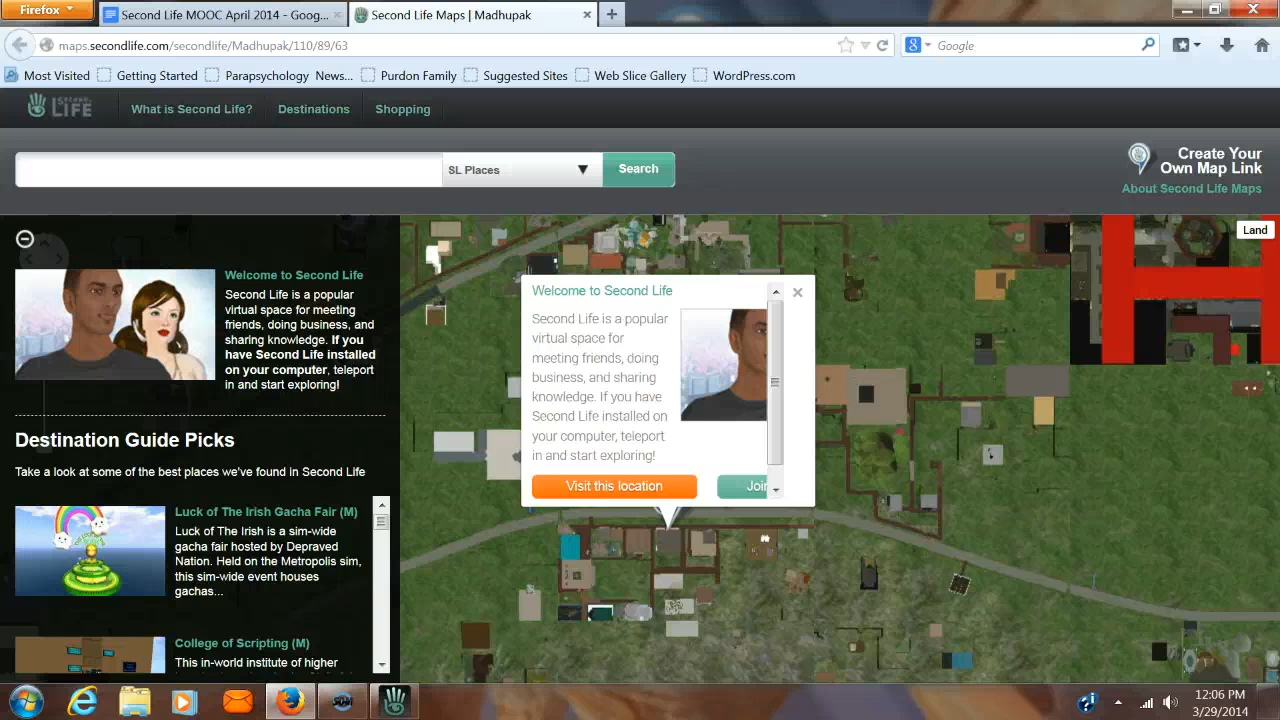 Firefox
Second Life MOOC April 2014 - Goog...
Second Life Maps | Madhupak
maps.secondlife.com/secondlife/Madhupak/110/89/63
Google
Most Visited
Getting Started
Parapsychology News...
Purdon Family
Suggested Sites
Web Slice Gallery
WordPress.com
SECOND LIFE
What is Second Life?
Destinations
Shopping
SL Places
Search
Create Your
Own Map Link
About Second Life Maps
Land
Welcome to Second Life
Second Life is a popular
virtual space for meeting
friends, doing business, and
sharing knowledge. If you
have Second Life installed
on your computer, teleport
in and start exploring!
Destination Guide Picks
Take a look at some of the best places we've found in Second Life
Luck of The Irish Gacha Fair (M)
Luck of The Irish is a sim-wide
gacha fair hosted by Depraved
Nation. Held on the Metropolis sim,
this sim-wide event houses
gachas...
College of Scripting (M)
This in-world institute of higher
Welcome to Second Life
Second Life is a popular
virtual space for
meeting friends, doing
business, and sharing
knowledge. If you have
Second Life installed on
your computer, teleport
in and start exploring!
Visit this location
Join
12:06 PM
3/29/2014